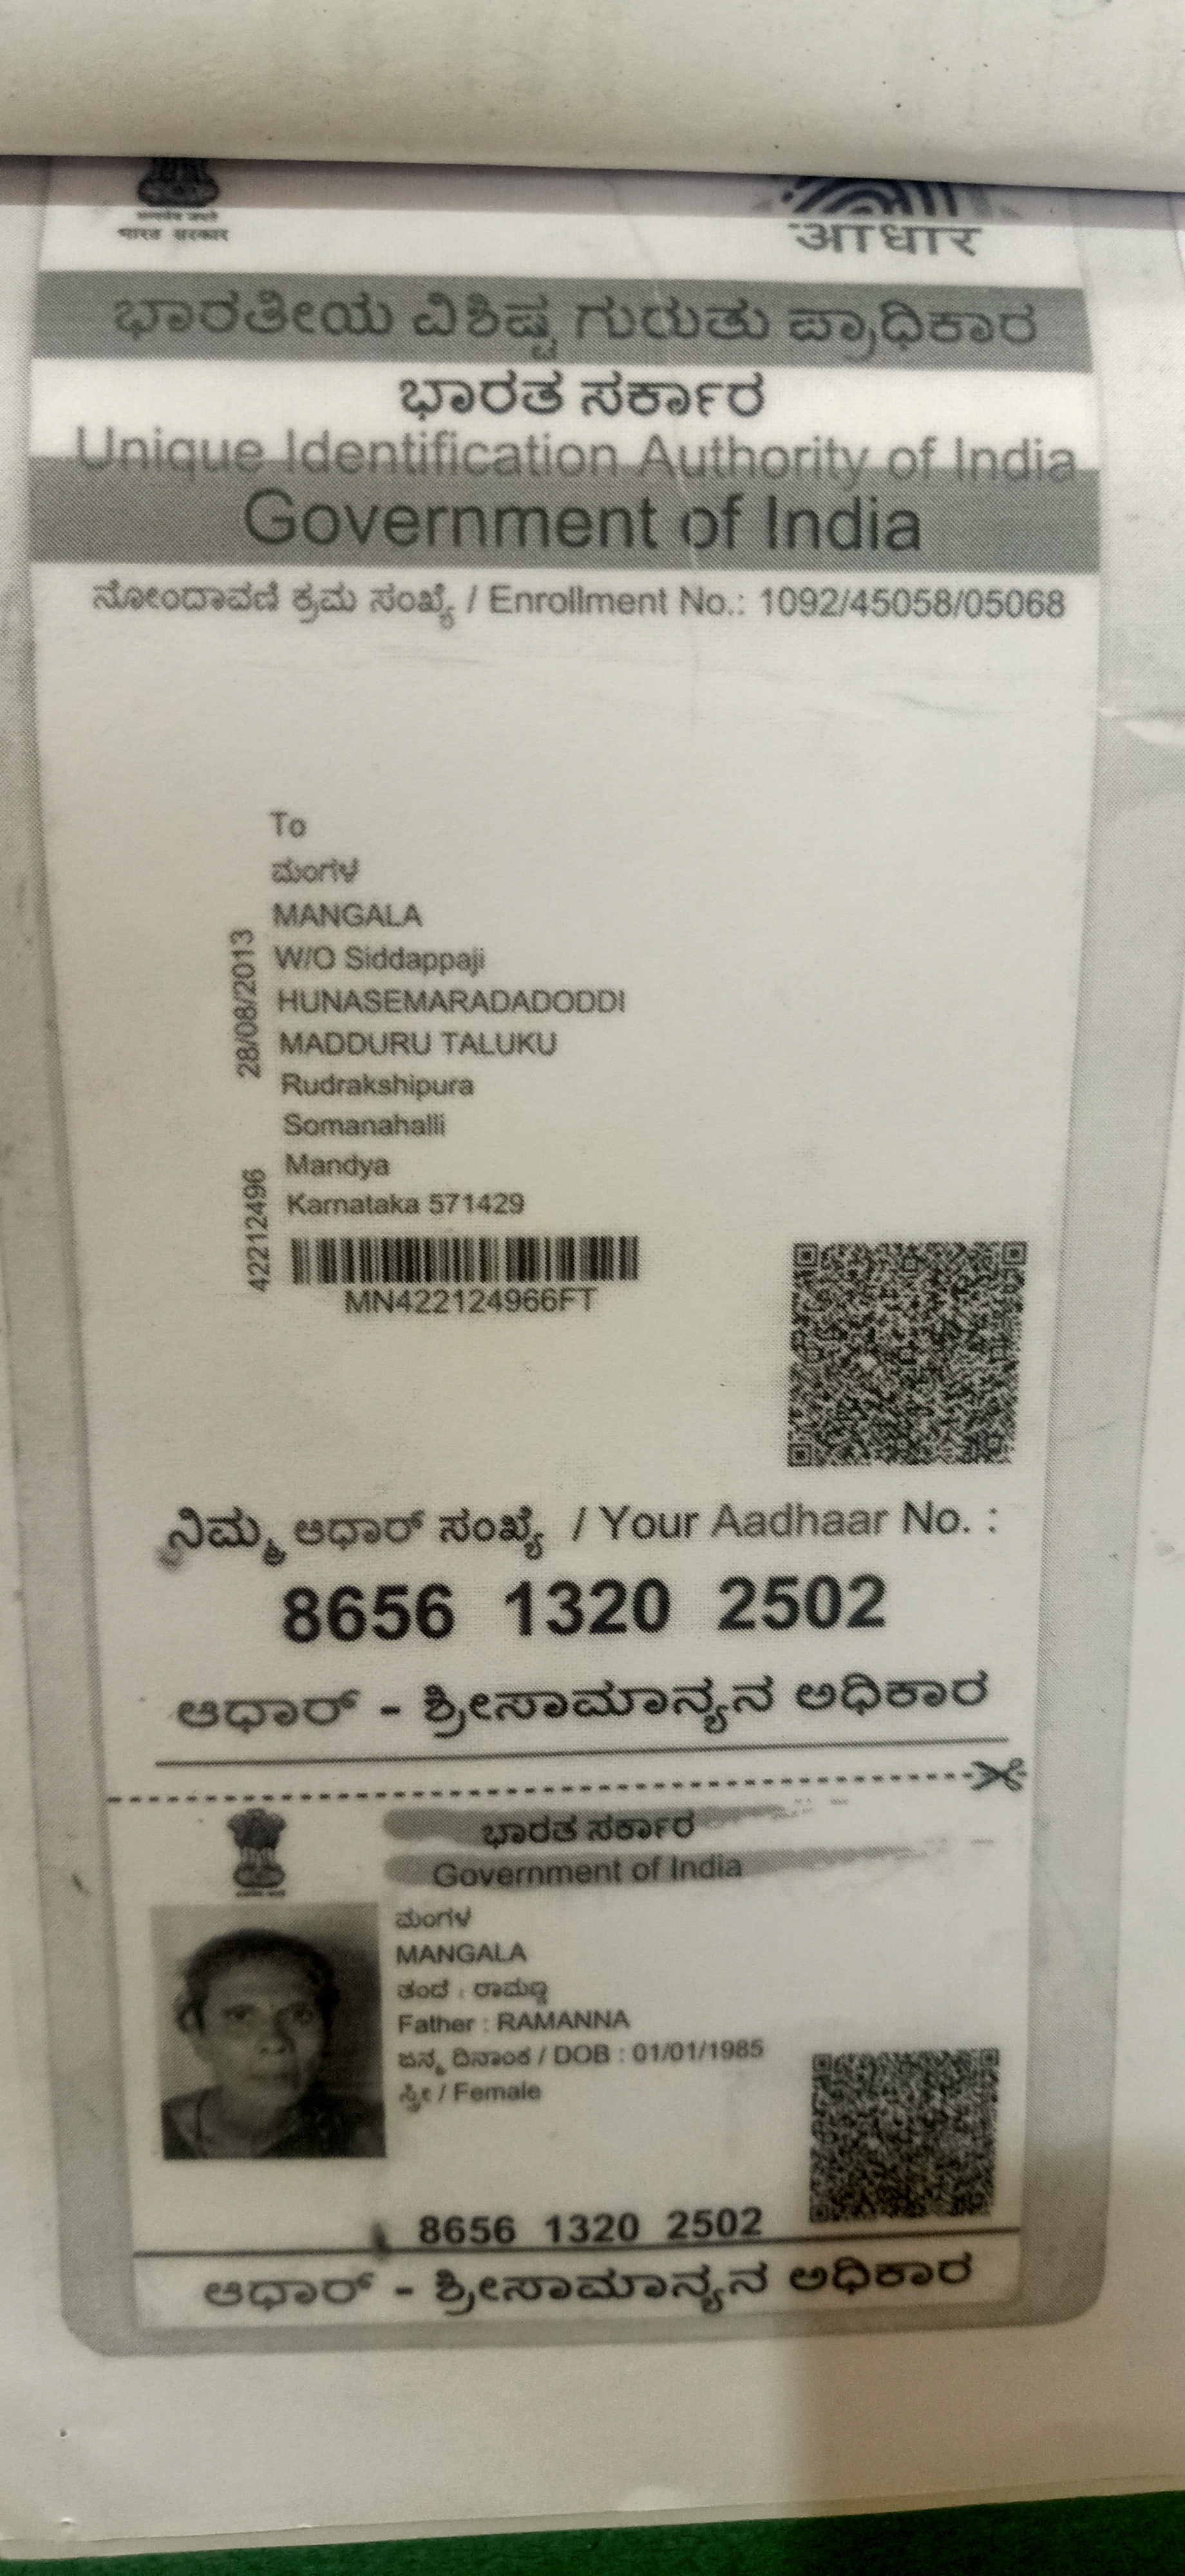 भारत सरकार
आधार
ಭಾರತೀಯ ವಿಶಿಷ್ಟ ಗುರುತು ಪ್ರಾಧಿಕಾರ
ಭಾರತ ಸರ್ಕಾರ
Unique Identification Authority of India
Government of India
ನೋಂದಾವಣಿ ಕ್ರಮ ಸಂಖ್ಯೆ / Enrollment No.: 1092/45058/05068
To
ಮಂಗಳ
MANGALA
W/O Siddappaji
HUNASEMARADADODDI
MADDURU TALUKU
Rudrakshipura
Somanahalli
Mandya
Karnataka 571429
28/08/2013
42212496
MN422124966FT
ನಿಮ್ಮ ಆಧಾರ್ ಸಂಖ್ಯೆ / Your Aadhaar No. :
8656 1320 2502
ಆಧಾರ್ - ಶ್ರೀಸಾಮಾನ್ಯನ ಅಧಿಕಾರ
ಭಾರತ ಸರ್ಕಾರ
Government of India
ಮಂಗಳ
MANGALA
ತಂದೆ : ರಾಮಣ್ಣ
Father : RAMANNA
ಜನ್ಮ ದಿನಾಂಕ / DOB : 01/01/1985
ಸ್ತ್ರೀ / Female
8656 1320 2502
ಆಧಾರ್ - ಶ್ರೀಸಾಮಾನ್ಯನ ಅಧಿಕಾರ